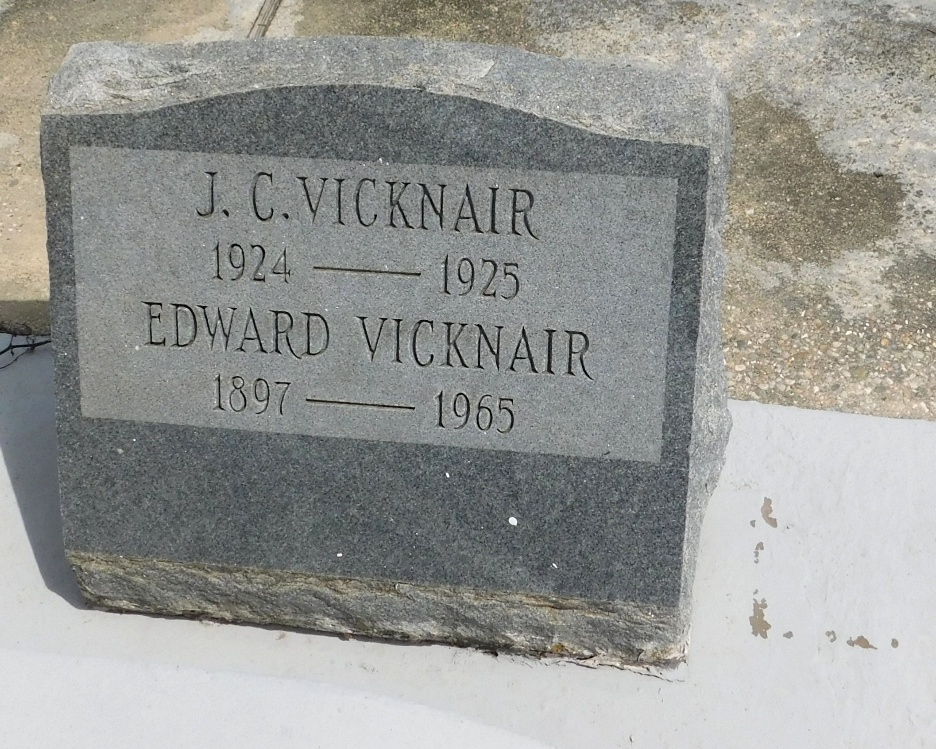 J. C. VICKNAIR
1924 — 1925
EDWARD VICKNAIR
1897 — 1965